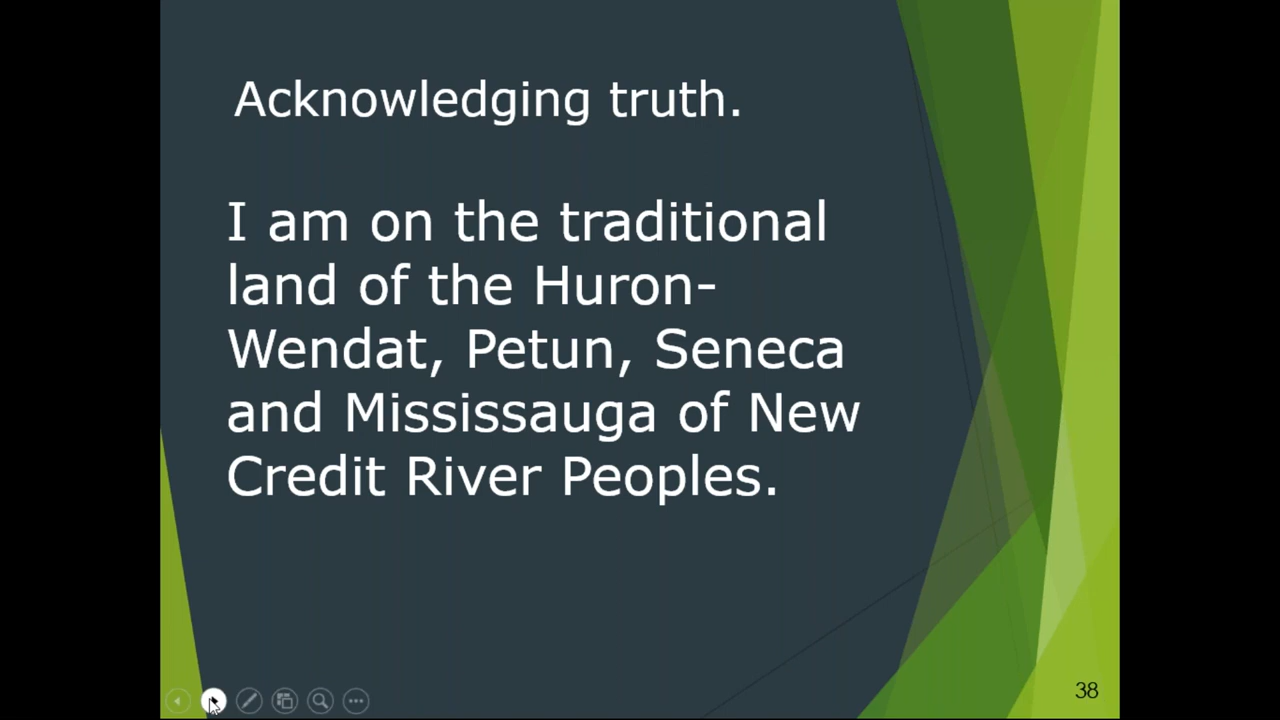 Acknowledging truth.
I am on the traditional
land of the Huron-
Wendat, Petun, Seneca
and Mississauga of New
Credit River Peoples.
38